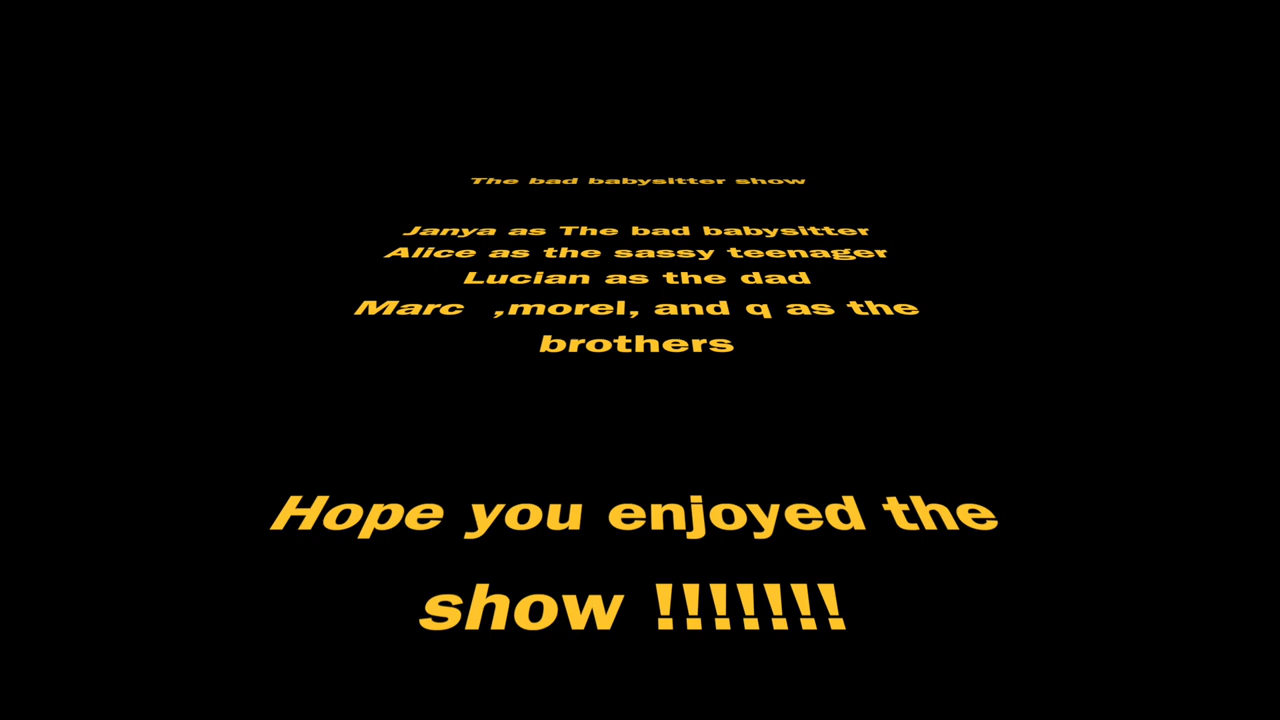 The bad babysitter show
Janya as The bad babysitter
Alice as the sassy teenager
Lucian as the dad
Marc  ,morel, and q as the
brothers
Hope you enjoyed the
show !!!!!!!